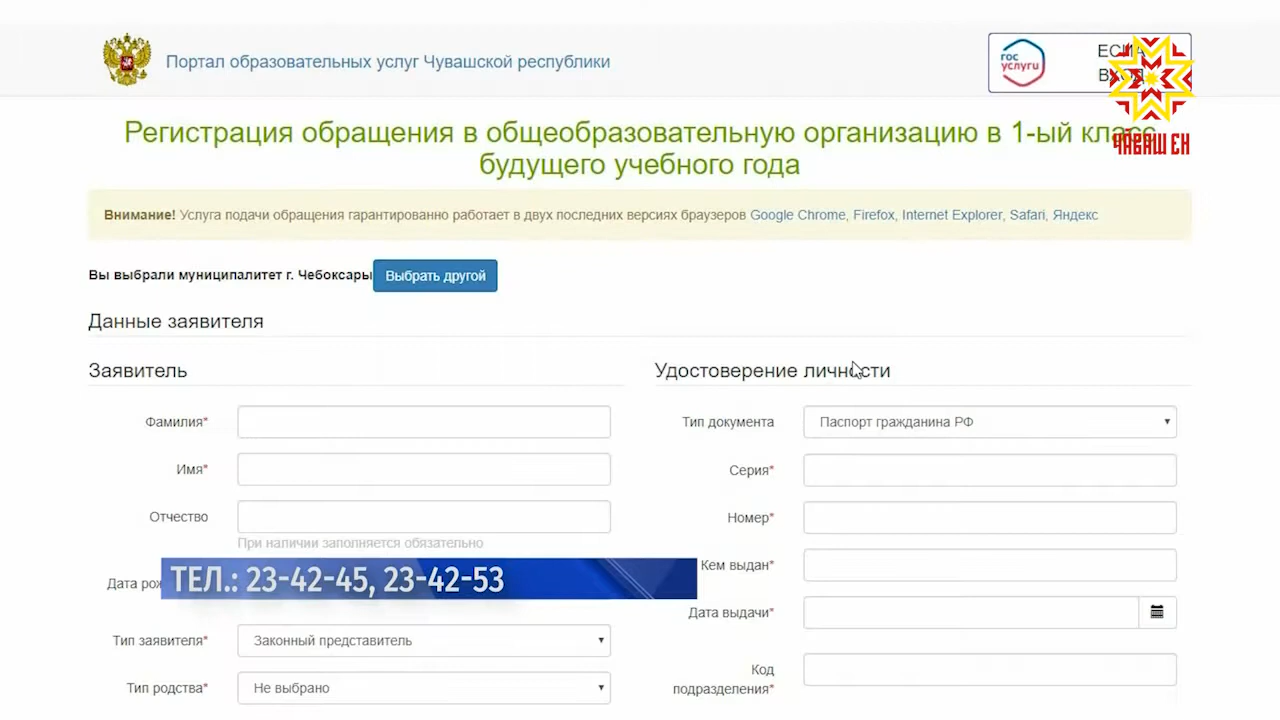 Портал образовательных услуг Чувашской республики
гос
услуги
ЧӐВАШ ЕН
Регистрация обращения в общеобразовательную организацию в 1-ый класс
будущего учебного года
Внимание! Услуга подачи обращения гарантированно работает в двух последних версиях браузеров Google Chrome, Firefox, Internet Explorer, Safari, Яндекс
Вы выбрали муниципалитет г. Чебоксары Выбрать другой
Данные заявителя
Заявитель
Удостоверение личности
Фамилия*
Тип документа Паспорт гражданина РФ
Имя*
Серия*
Отчество
Номер*
При наличии заполняется обязательно
Кем выдан*
Дата
ТЕЛ.: 23-42-45, 23-42-53
Дата выдачи*
Тип заявителя* Законный представитель
Код
подразделения*
Тип родства* Не выбрано